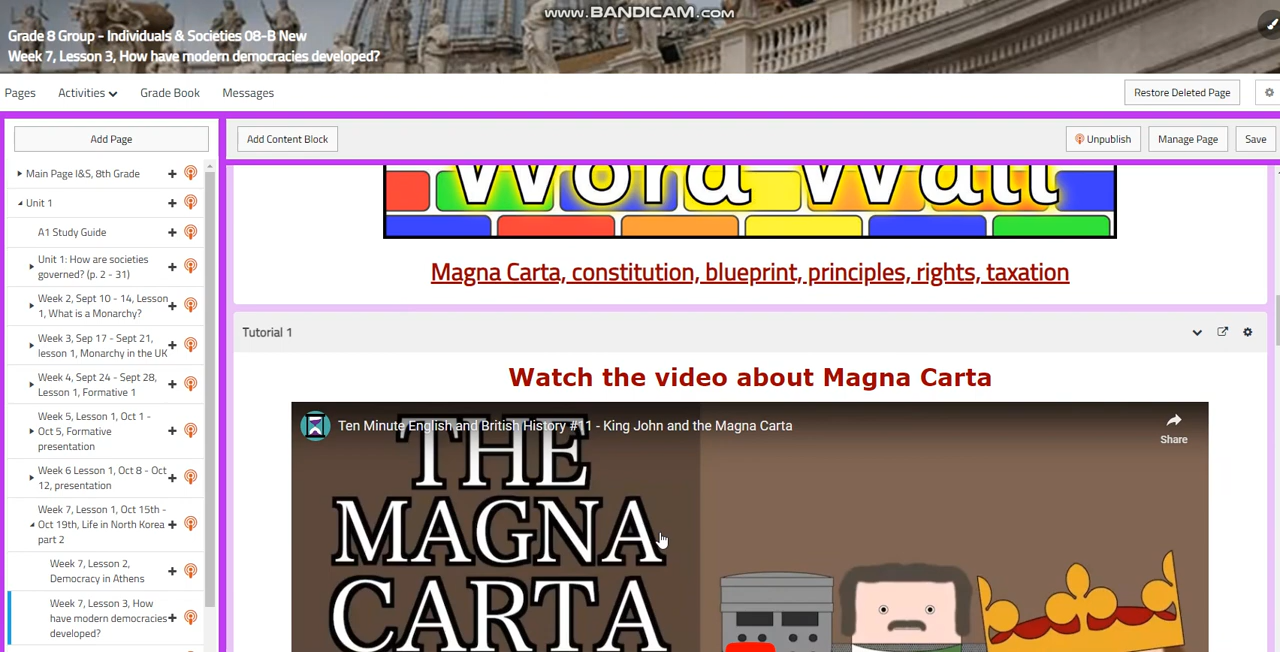 www.BANDICAM.com
Grade 8 Group - Individuals & Societies 08-B New
Week 7, Lesson 3, How have modern democracies developed?
Pages
Activities
Grade Book
Messages
Restore Deleted Page
Add Page
Add Content Block
Unpublish
Manage Page
Save
Main Page I&S, 8th Grade
Unit 1
A1 Study Guide
Unit 1: How are societies
governed? (p. 2 - 31)
Week 2, Sept 10 - 14, Lesson
1, What is a Monarchy?
Week 3, Sep 17 - Sept 21,
lesson 1, Monarchy in the UK
Week 4, Sept 24 - Sept 28,
Lesson 1, Formative 1
Week 5, Lesson 1, Oct 1 -
Oct 5, Formative
presentation
Week 6 Lesson 1, Oct 8 - Oct
12, presentation
Week 7, Lesson 1, Oct 15th -
Oct 19th, Life in North Korea
part 2
Week 7, Lesson 2,
Democracy in Athens
Week 7, Lesson 3, How
have modern democracies
developed?
Word Wall
Magna Carta, constitution, blueprint, principles, rights, taxation
Tutorial 1
Watch the video about Magna Carta
Ten Minute English and British History #11 - King John and the Magna Carta
Share
THE
MAGNA
CARTA